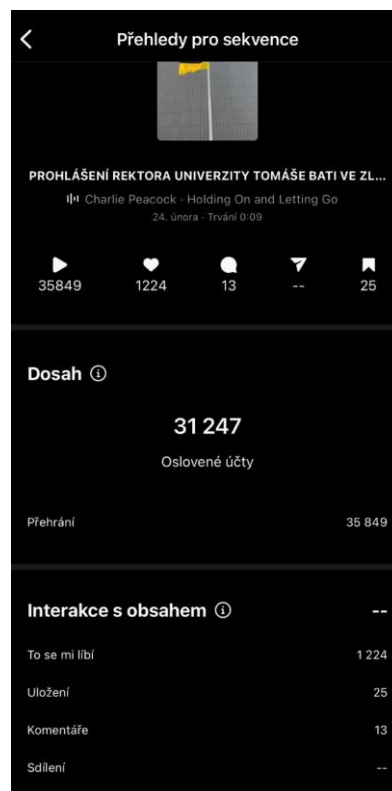 Přehledy pro sekvence
PROHLÁŠENÍ REKTORA UNIVERZITY TOMÁŠE BATI VE ZL...
Charlie Peacock · Holding On and Letting Go
24. února · Trvání 0:09
35849 1224 13 -- 25
Dosah
31 247
Oslovené účty
Přehrání 35 849
Interakce s obsahem --
To se mi líbí 1 224
Uložení 25
Komentáře 13
Sdílení --